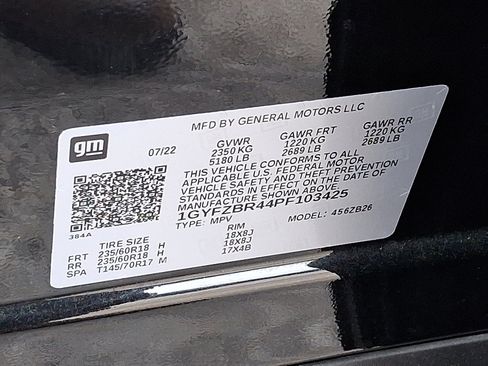 MFD BY GENERAL MOTORS LLC
gm
07/22
GVWR GAWR FRT GAWR RR
2350 KG 1220 KG 1220 KG
5180 LB 2689 LB 2689 LB
THIS VEHICLE CONFORMS TO ALL
APPLICABLE U.S. FEDERAL MOTOR
VEHICLE SAFETY AND THEFT PREVENTION
STANDARDS IN EFFECT ON THE DATE OF
MANUFACTURE SHOWN ABOVE.
1GYFZBR44PF103425
TYPE: MPV MODEL: 456ZB26
384A
TIRE SIZE RIM
FRT 235/60R18 H 18X8J
RR 235/60R18 H 18X8J
SPA T145/70R17 M 17X4B